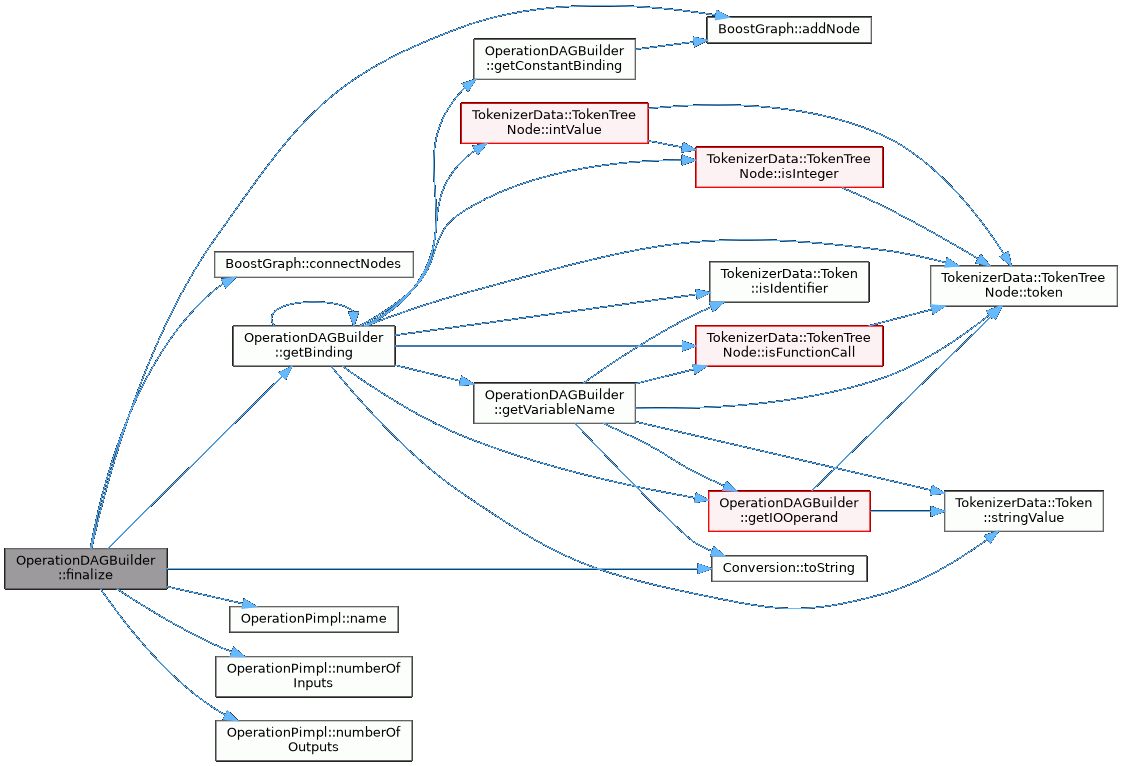 BoostGraph::addNode
OperationDAGBuilder
::getConstantBinding
TokenizerData::TokenTree
Node::intValue
TokenizerData::TokenTree
Node::isInteger
BoostGraph::connectNodes
TokenizerData::Token
::isIdentifier
TokenizerData::TokenTree
Node::token
OperationDAGBuilder
::getBinding
TokenizerData::TokenTree
Node::isFunctionCall
OperationDAGBuilder
::getVariableName
OperationDAGBuilder
::getIOOperand
TokenizerData::Token
::stringValue
OperationDAGBuilder
::finalize
Conversion::toString
OperationPimpl::name
OperationPimpl::numberOf
Inputs
OperationPimpl::numberOf
Outputs